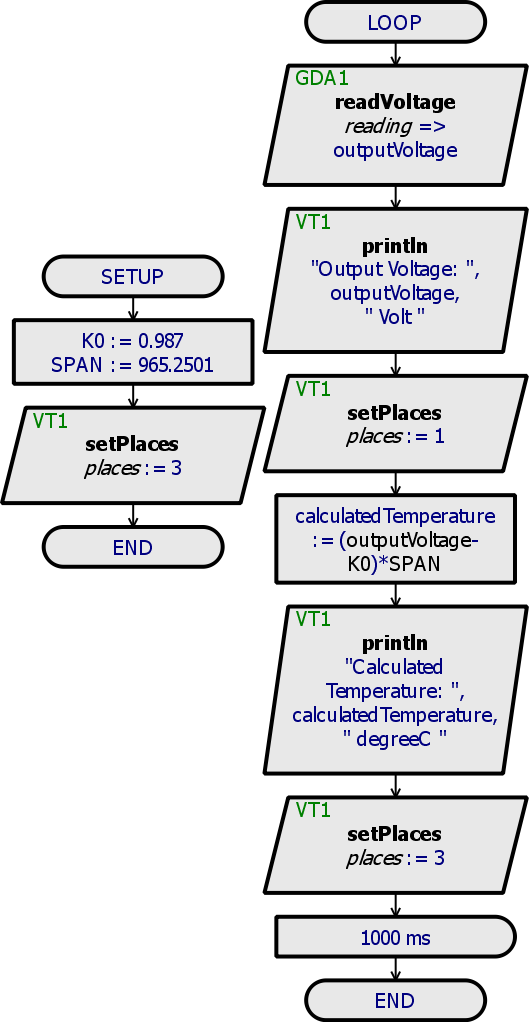 SETUP
K0 := 0.987
SPAN := 965.2501
VT1
setPlaces
places := 3
END
LOOP
GDA1
readVoltage
reading =>
outputVoltage
VT1
println
"Output Voltage: ",
outputVoltage,
" Volt "
VT1
setPlaces
places := 1
calculatedTemperature
:= (outputVoltage-
K0)*SPAN
VT1
println
"Calculated
Temperature: ",
calculatedTemperature,
" degreeC "
VT1
setPlaces
places := 3
1000 ms
END